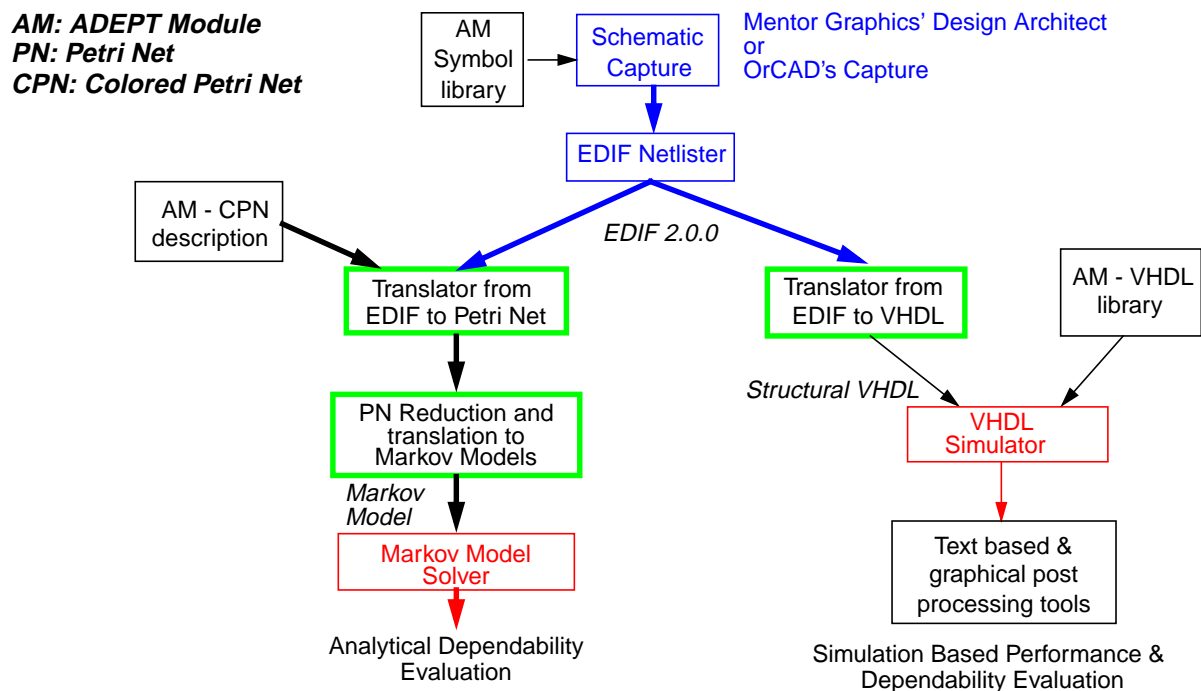 AM: ADEPT Module
PN: Petri Net
CPN: Colored Petri Net
AM
Symbol
library
Schematic
Capture
Mentor Graphics’ Design Architect
or
OrCAD’s Capture
EDIF Netlister
AM - CPN
description
EDIF 2.0.0
Translator from
EDIF to Petri Net
Translator from
EDIF to VHDL
AM - VHDL
library
Structural VHDL
PN Reduction and
translation to
Markov Models
VHDL
Simulator
Markov
Model
Markov Model
Solver
Text based &
graphical post
processing tools
Analytical Dependability
Evaluation
Simulation Based Performance &
Dependability Evaluation